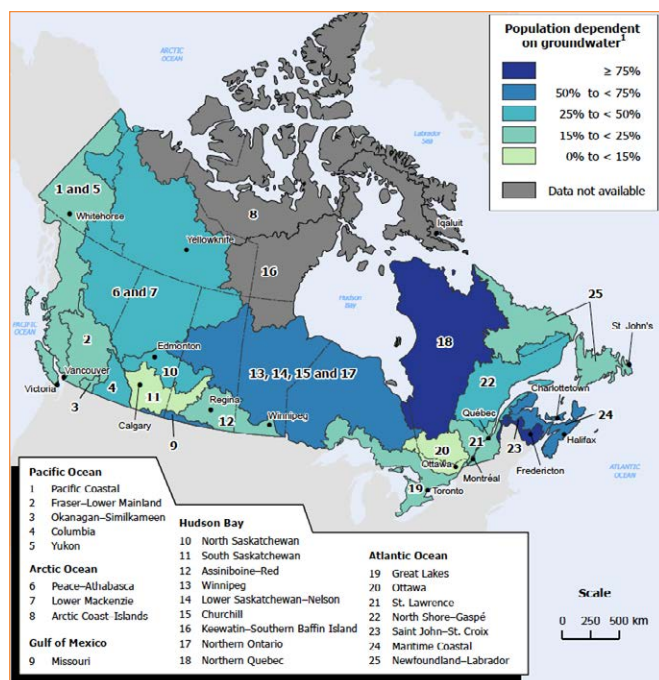 Population dependent
on groundwater¹
≥ 75%
50% to < 75%
25% to < 50%
15% to < 25%
0% to < 15%
Data not available
ARCTIC
OCEAN
Labrador
Sea
1 and 5
Whitehorse
8
Iqaluit
Yellowknife
16
25
Hudson
Bay
6 and 7
PACIFIC
OCEAN
2
18
St. John's
Edmonton
Vancouver
10
13, 14, 15 and 17
22
Charlottetown
Victoria
4
11
Regina
24
Québec
3
Calgary
12
Winnipeg
21
20
Halifax
9
Ottawa
23
Fredericton
Montréal
ATLANTIC
OCEAN
19
Toronto
Pacific Ocean
1 Pacific Coastal
2 Fraser–Lower Mainland
3 Okanagan–Similkameen
4 Columbia
5 Yukon
Arctic Ocean
6 Peace–Athabasca
7 Lower Mackenzie
8 Arctic Coast-Islands
Gulf of Mexico
9 Missouri
Hudson Bay
10 North Saskatchewan
11 South Saskatchewan
12 Assiniboine–Red
13 Winnipeg
14 Lower Saskatchewan–Nelson
15 Churchill
16 Keewatin–Southern Baffin Island
17 Northern Ontario
18 Northern Quebec
Atlantic Ocean
19 Great Lakes
20 Ottawa
21 St. Lawrence
22 North Shore–Gaspé
23 Saint John–St. Croix
24 Maritime Coastal
25 Newfoundland–Labrador
Scale
0 250 500 km